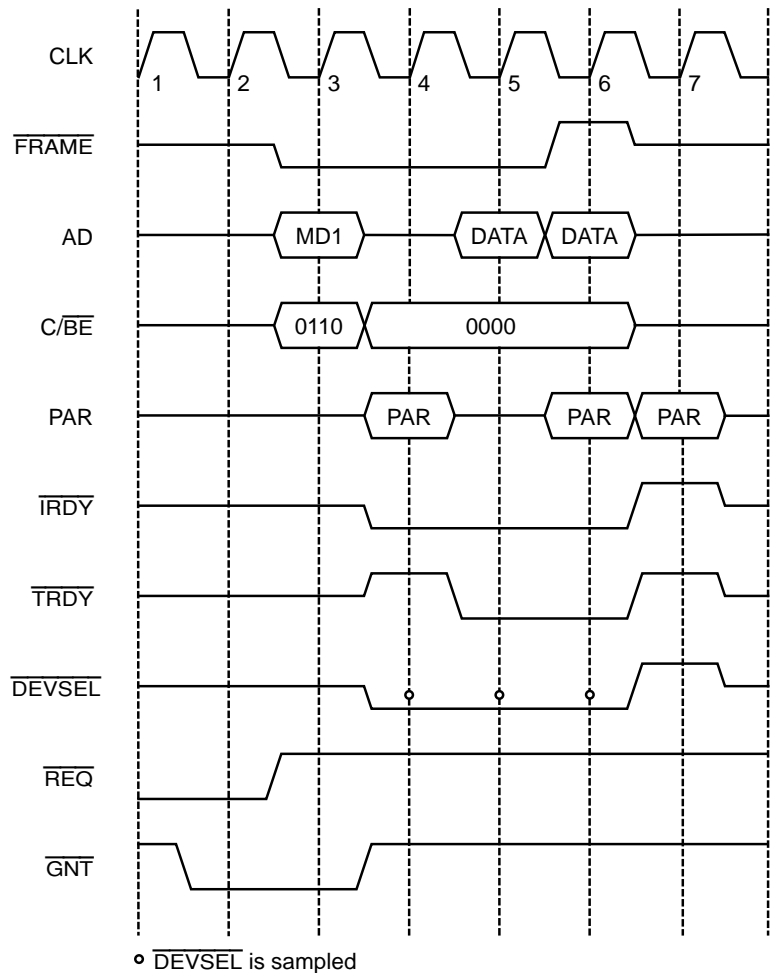 CLK
1 2 3 4 5 6 7
FRAME
AD MD1 DATA DATA
C/BE 0110 0000
PAR PAR PAR PAR
IRDY
TRDY
DEVSEL
REQ
GNT
DEVSEL is sampled